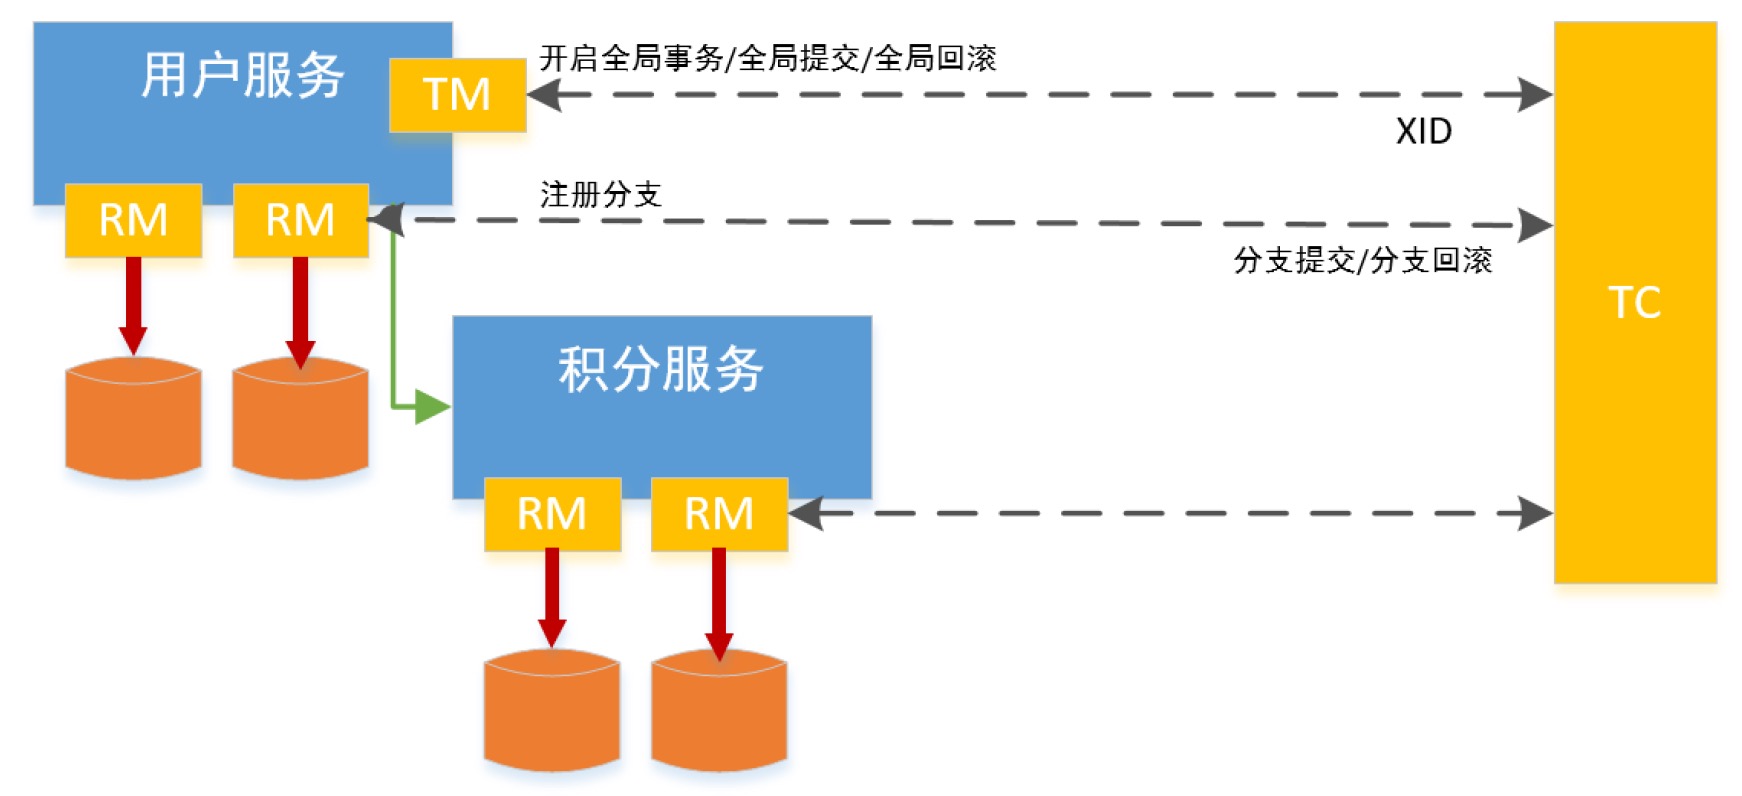 用户服务
TM
开启全局事务/全局提交/全局回滚
XID
RM
RM
注册分支
分支提交/分支回滚
TC
积分服务
RM
RM